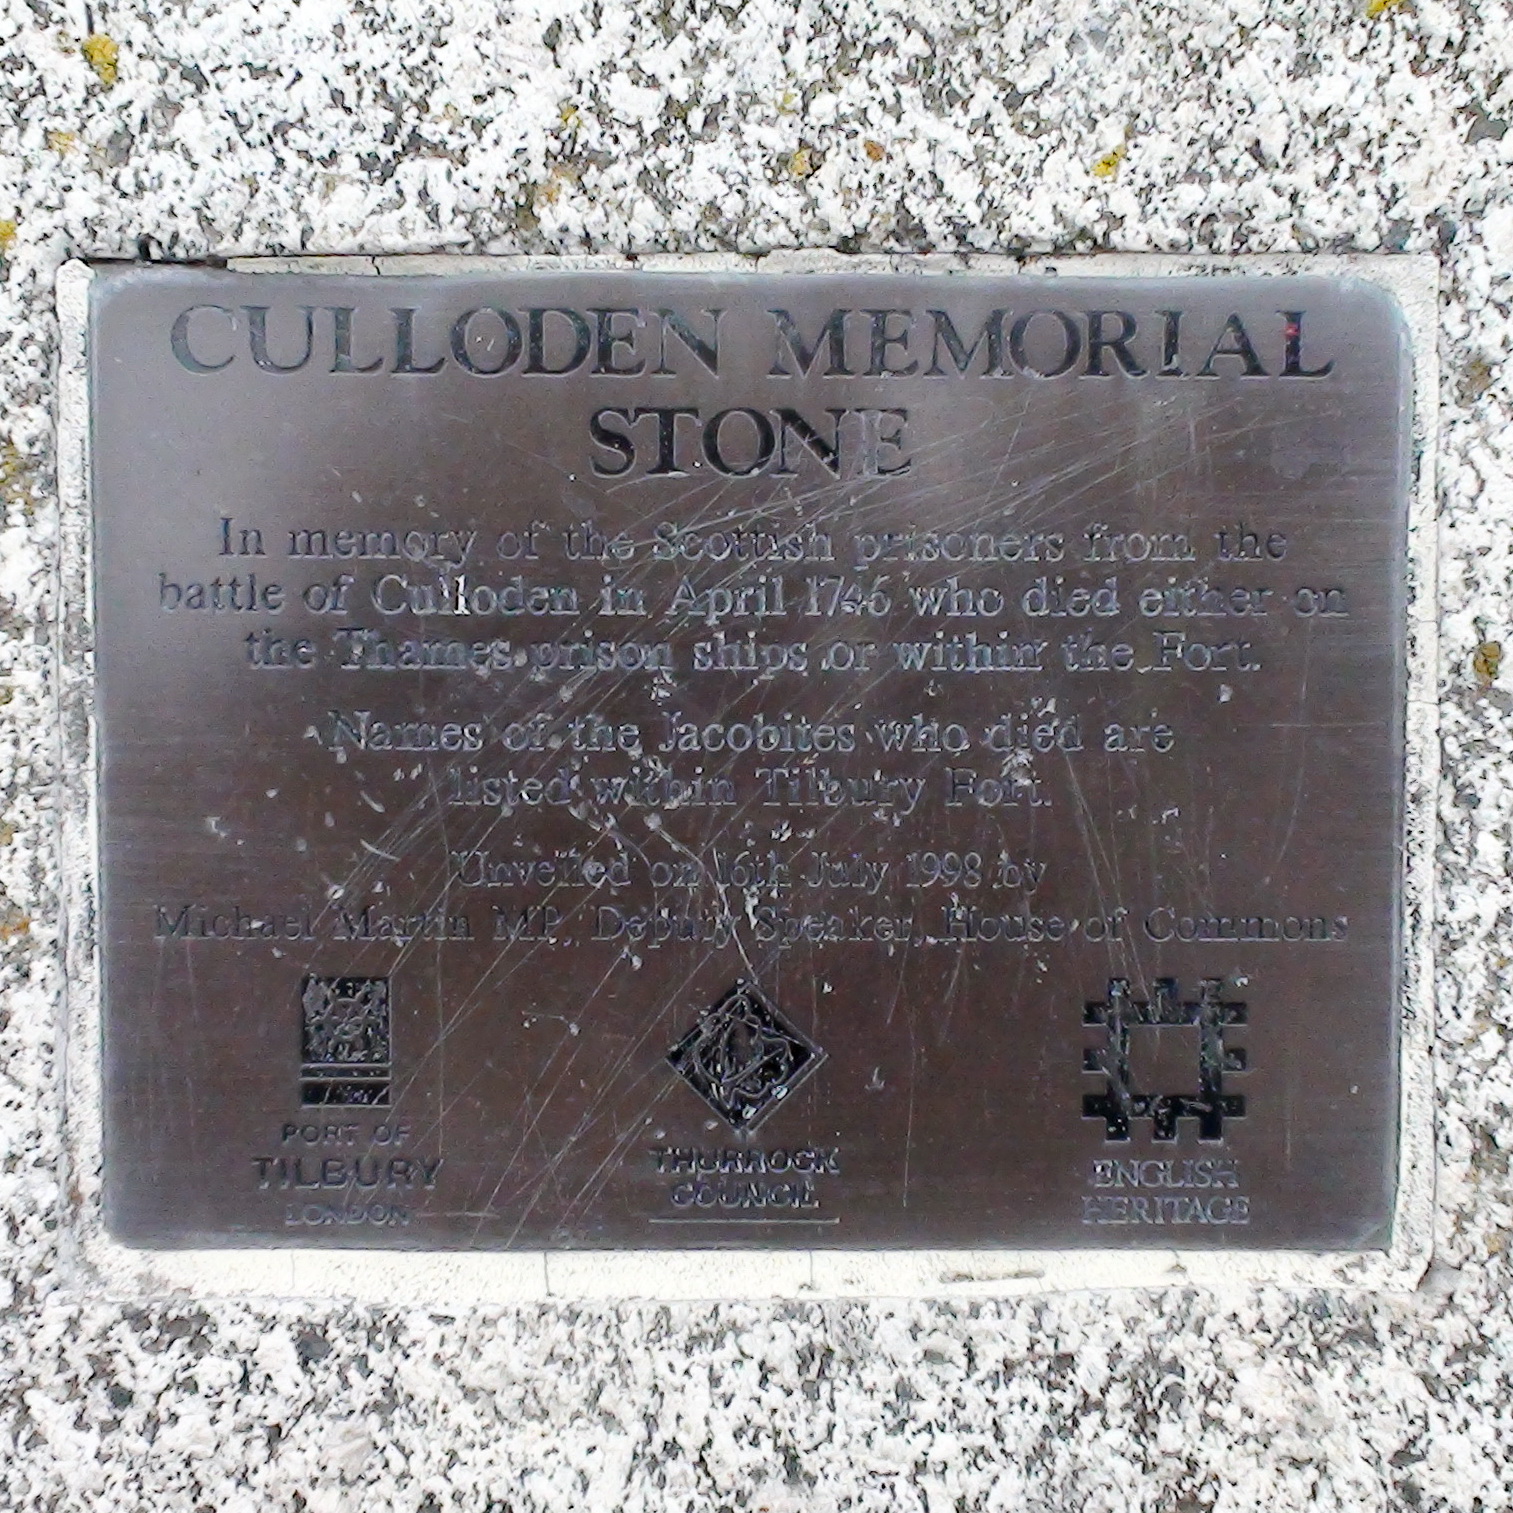 CULLODEN MEMORIAL
STONE
In memory of the Scottish prisoners from the
battle of Culloden in April 1746 who died either on
the Thames prison ships or within the Fort.
Names of the Jacobites who died are
listed within Tilbury Fort.
Unveiled on 16th July 1998 by
Michael Martin MP, Deputy Speaker, House of Commons
PORT OF
TILBURY
LONDON
THURROCK
COUNCIL
ENGLISH
HERITAGE